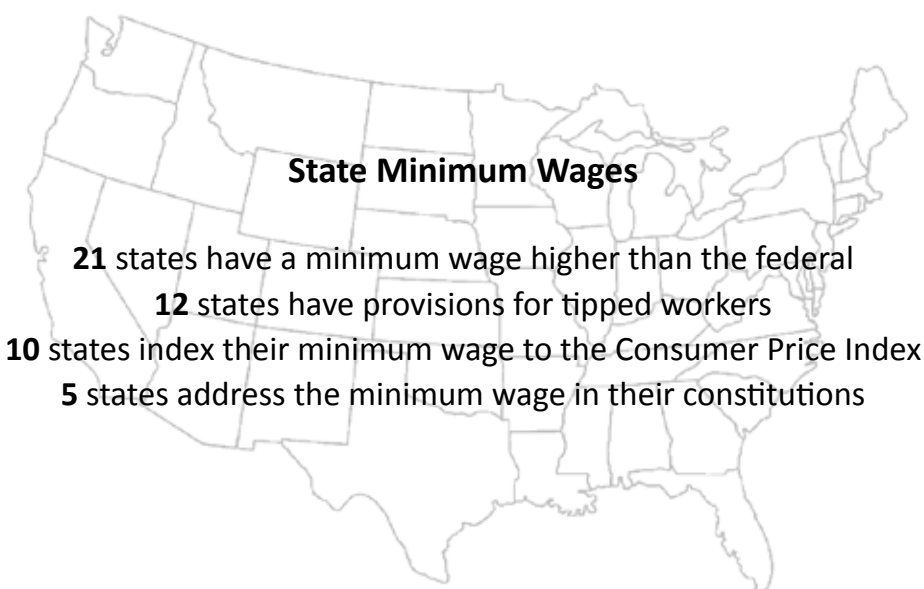 State Minimum Wages
21 states have a minimum wage higher than the federal
12 states have provisions for tipped workers
10 states index their minimum wage to the Consumer Price Index
5 states address the minimum wage in their constitutions